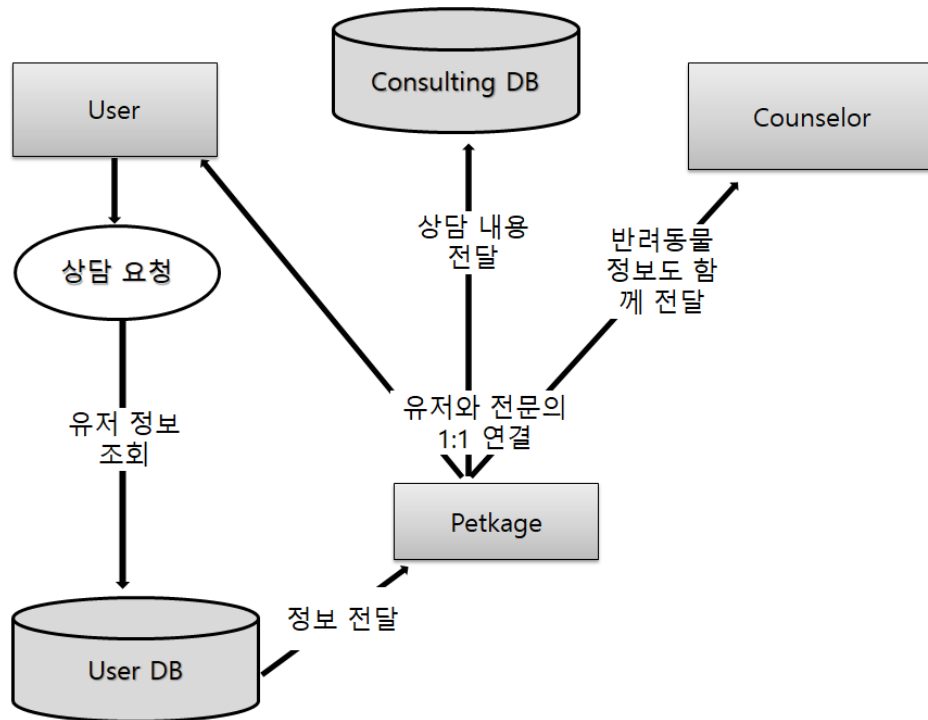 Consulting DB
User
Counselor
상담 내용
전달
반려동물
정보도 함
께 전달
상담 요청
유저 정보
조회
유저와 전문의
1:1 연결
Petkage
정보 전달
User DB